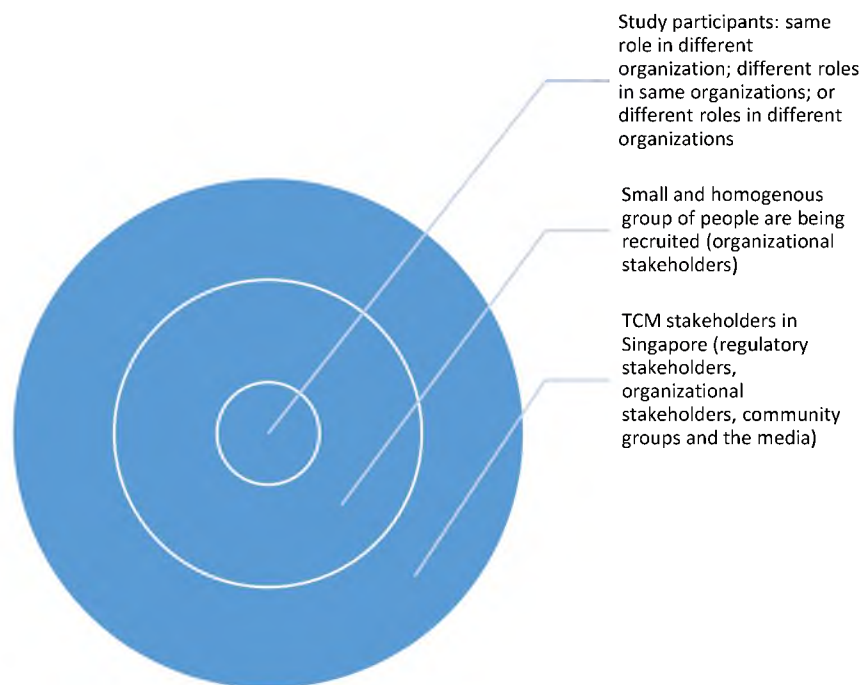 Study participants: same
role in different
organization; different roles
in same organizations; or
different roles in different
organizations
Small and homogenous
group of people are being
recruited (organizational
stakeholders)
TCM stakeholders in
Singapore (regulatory
stakeholders,
organizational
stakeholders, community
groups and the media)